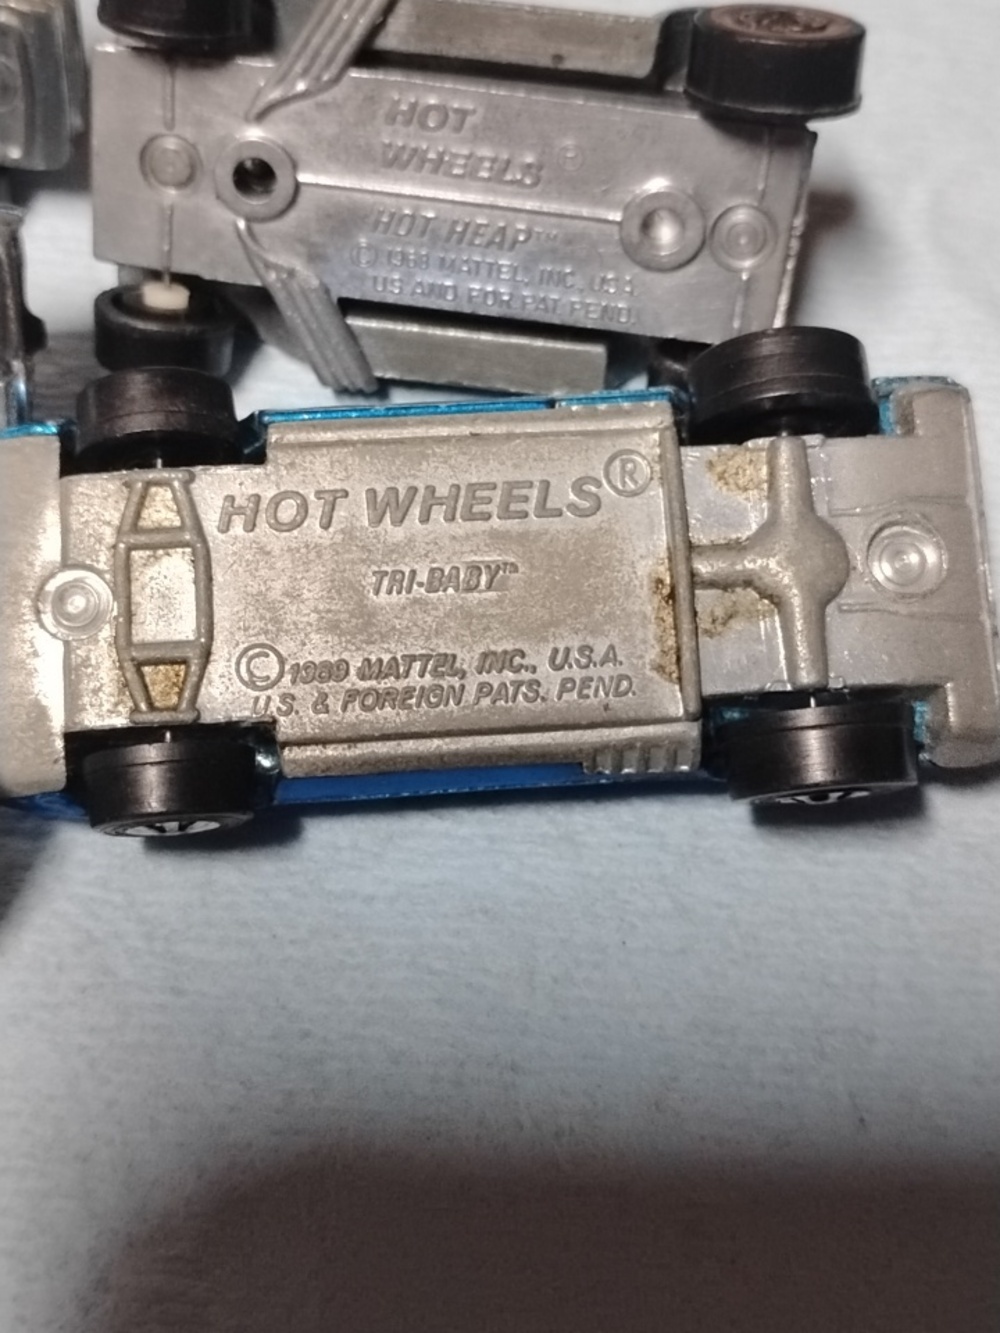 HOT
WHEELS®
HOT HEAP™
© 1968 MATTEL, INC., USA.
US AND FOR. PAT. PEND.
HOT WHEELS®
TRI-BABY™
© 1969 MATTEL, INC., U.S.A.
U.S. & FOREIGN PATS. PEND.